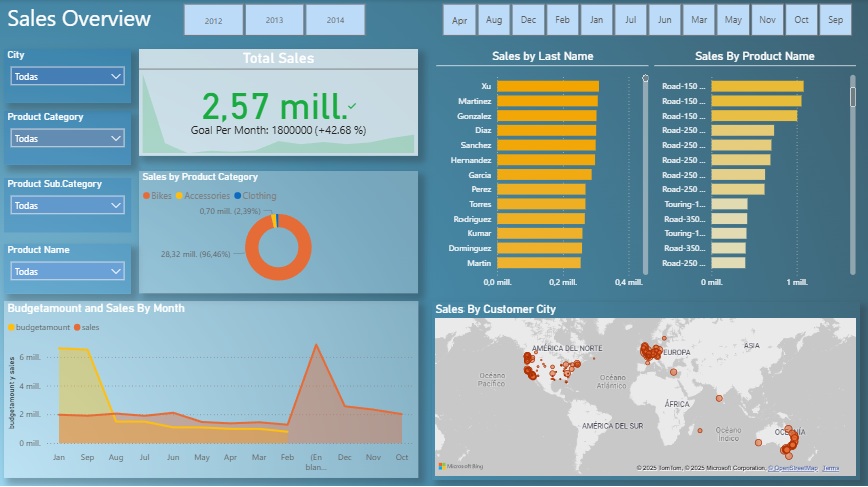 Sales Overview
2012
2013
2014
Apr
Aug
Dec
Feb
Jan
Jul
Jun
Mar
May
Nov
Oct
Sep
City
Todas
Product Category
Todas
Product Sub.Category
Todas
Product Name
Todas
Total Sales
2,57 mill.✓
Goal Per Month: 1800000 (+42.68 %)
Sales by Product Category
Bikes Accessories Clothing
0,70 mill. (2,39%)
28,32 mill. (96,46%)
Sales by Last Name
Xu
Martinez
Gonzalez
Diaz
Sanchez
Hernandez
Garcia
Perez
Torres
Rodriguez
Kumar
Dominguez
Martin
0,0 mill.
0,2 mill.
0,4 mill.
Sales By Product Name
Road-150 ...
Road-150 ...
Road-150 ...
Road-250 ...
Road-250 ...
Road-250 ...
Road-250 ...
Road-250 ...
Touring-1...
Road-350...
Touring-1...
Road-350...
Road-250 ...
0 mill.
1 mill.
Budgetamount and Sales By Month
budgetamount sales
budgetamount y sales
6 mill.
4 mill.
2 mill.
0 mill.
Jan
Sep
Aug
Jul
Jun
May
Apr
Mar
Feb
(En
blan...
Dec
Nov
Oct
Sales By Customer City
AMÉRICA DEL NORTE
EUROPA
ASIA
Océano
Pacífico
Océano
Atlántico
ÁFRICA
AMÉRICA DEL SUR
Océano
Índico
OCEANÍA
Microsoft Bing
© 2025 TomTom, © 2025 Microsoft Corporation, © OpenStreetMap Terms